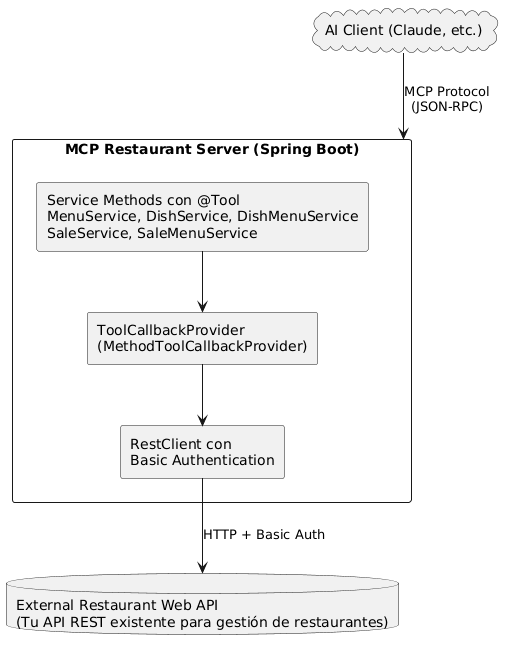 AI Client (Claude, etc.)
MCP Protocol
(JSON-RPC)
MCP Restaurant Server (Spring Boot)
Service Methods con @Tool
MenuService, DishService, DishMenuService
SaleService, SaleMenuService
ToolCallbackProvider
(MethodToolCallbackProvider)
RestClient con
Basic Authentication
HTTP + Basic Auth
External Restaurant Web API
(Tu API REST existente para gestión de restaurantes)